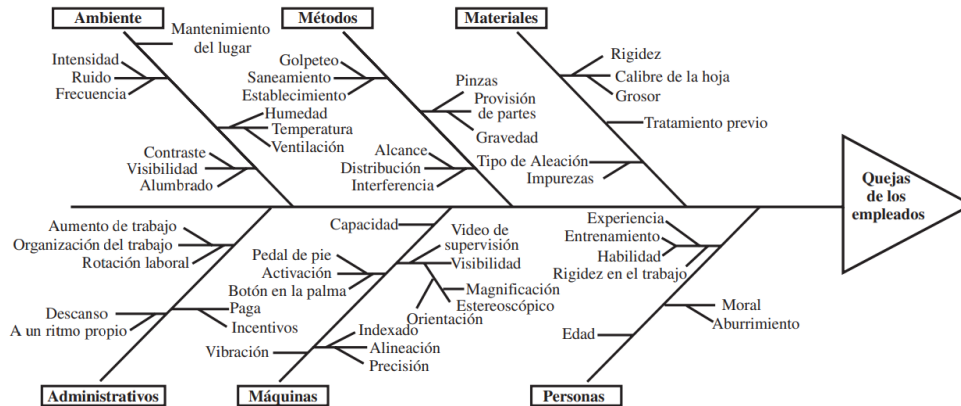 Ambiente
Métodos
Materiales
Mantenimiento
del lugar
Intensidad
Ruido
Frecuencia
Humedad
Temperatura
Ventilación
Contraste
Visibilidad
Alumbrado
Golpeteo
Saneamiento
Establecimiento
Pinzas
Provisión
de partes
Gravedad
Alcance
Distribución
Interferencia
Rigidez
Calibre de la hoja
Grosor
Tratamiento previo
Tipo de Aleación
Impurezas
Quejas
de los
empleados
Aumento de trabajo
Organización del trabajo
Rotación laboral
Descanso
A un ritmo propio
Paga
Incentivos
Capacidad
Video de
supervisión
Visibilidad
Pedal de pie
Activación
Botón en la palma
Magnificación
Estereoscópico
Orientación
Indexado
Alineación
Precisión
Vibración
Experiencia
Entrenamiento
Habilidad
Rigidez en el trabajo
Moral
Aburrimiento
Edad
Administrativos
Máquinas
Personas